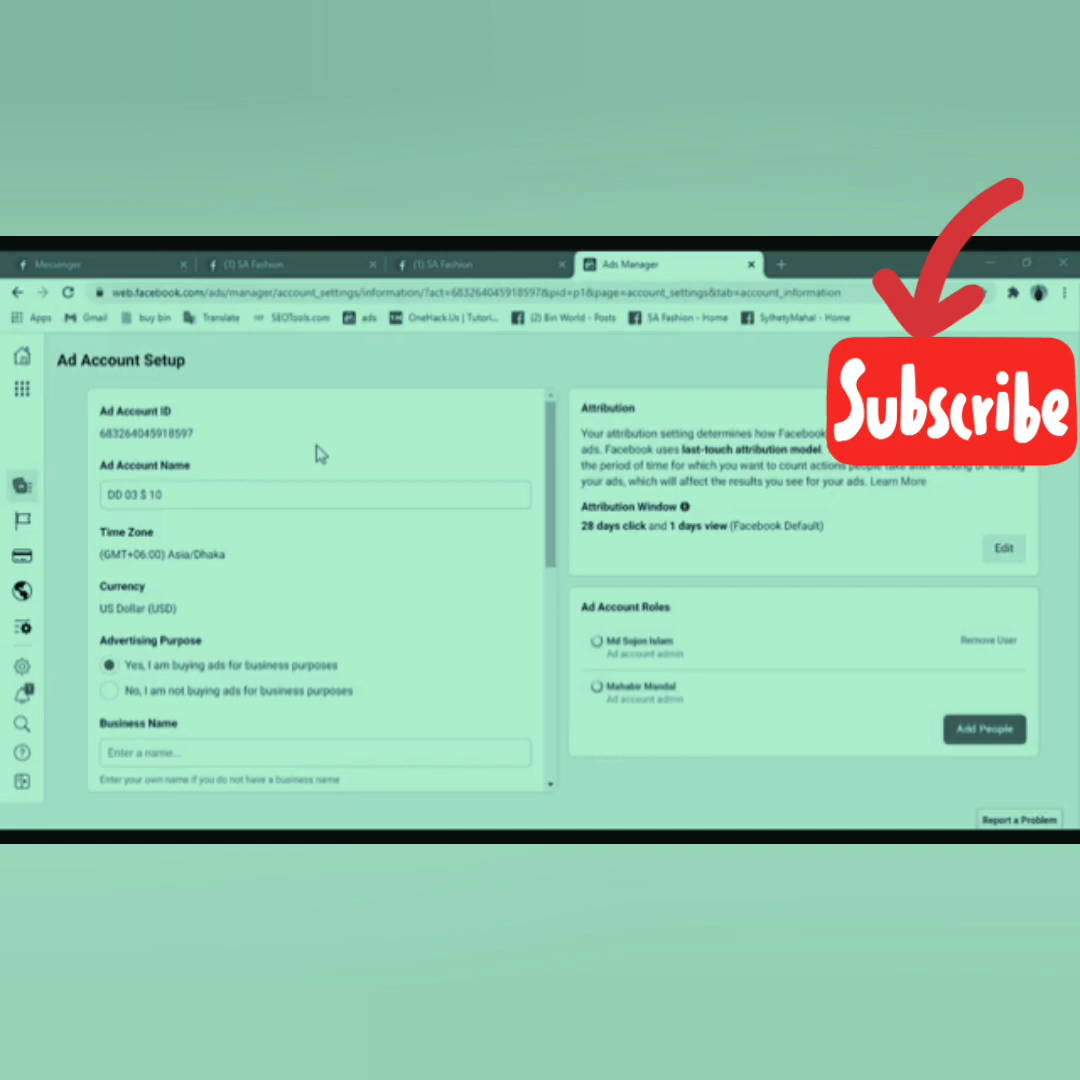 Messenger
(1) SA Fashion
(1) SA Fashion
Ads Manager
web.facebook.com/ads/manager/account_settings/information/?act=683264045918597&pid=p1&page=account_settings&tab=account_information
Apps
Gmail
buy bin
Translate
SEOTools.com
ads
OneHack.Us | Tutori...
(2) Bin World - Posts
SA Fashion - Home
SylhetyMahal - Home
Subscribe
Ad Account Setup
Ad Account ID
683264045918597
Ad Account Name
DD 03 $ 10
Time Zone
(GMT+06:00) Asia/Dhaka
Currency
US Dollar (USD)
Advertising Purpose
Yes, I am buying ads for business purposes
No, I am not buying ads for business purposes
Business Name
Enter a name...
Enter your own name if you do not have a business name
Attribution
Your attribution setting determines how Facebook
ads. Facebook uses last-touch attribution model.
the period of time for which you want to count actions people take after clicking or viewing
your ads, which will affect the results you see for your ads. Learn More
Attribution Window
28 days click and 1 days view (Facebook Default)
Edit
Ad Account Roles
Md Sojon Islam
Ad account admin
Remove User
Mahabir Mandal
Ad account admin
Add People
Report a Problem